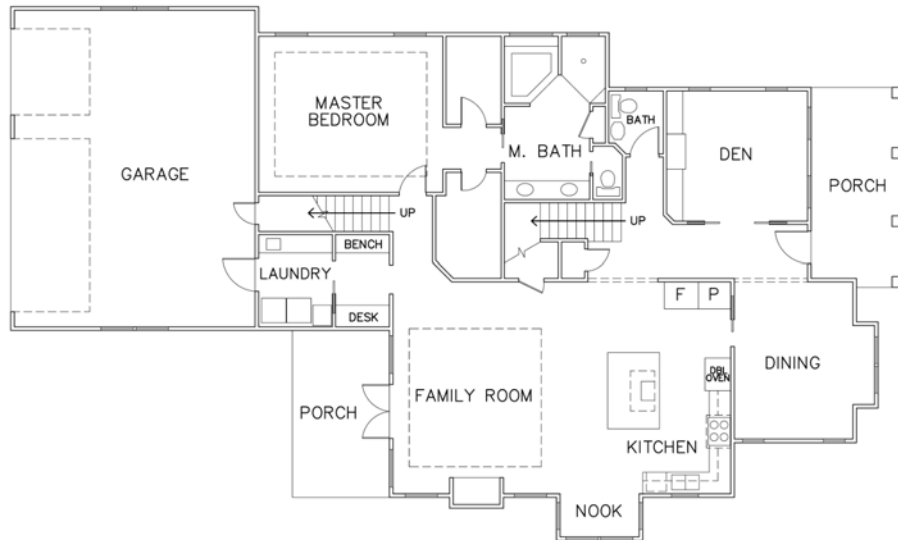 MASTER
BEDROOM
GARAGE
M. BATH
BATH
DEN
PORCH
UP
UP
BENCH
LAUNDRY
DESK
F P
DINING
DBL
OVEN
FAMILY ROOM
PORCH
KITCHEN
NOOK